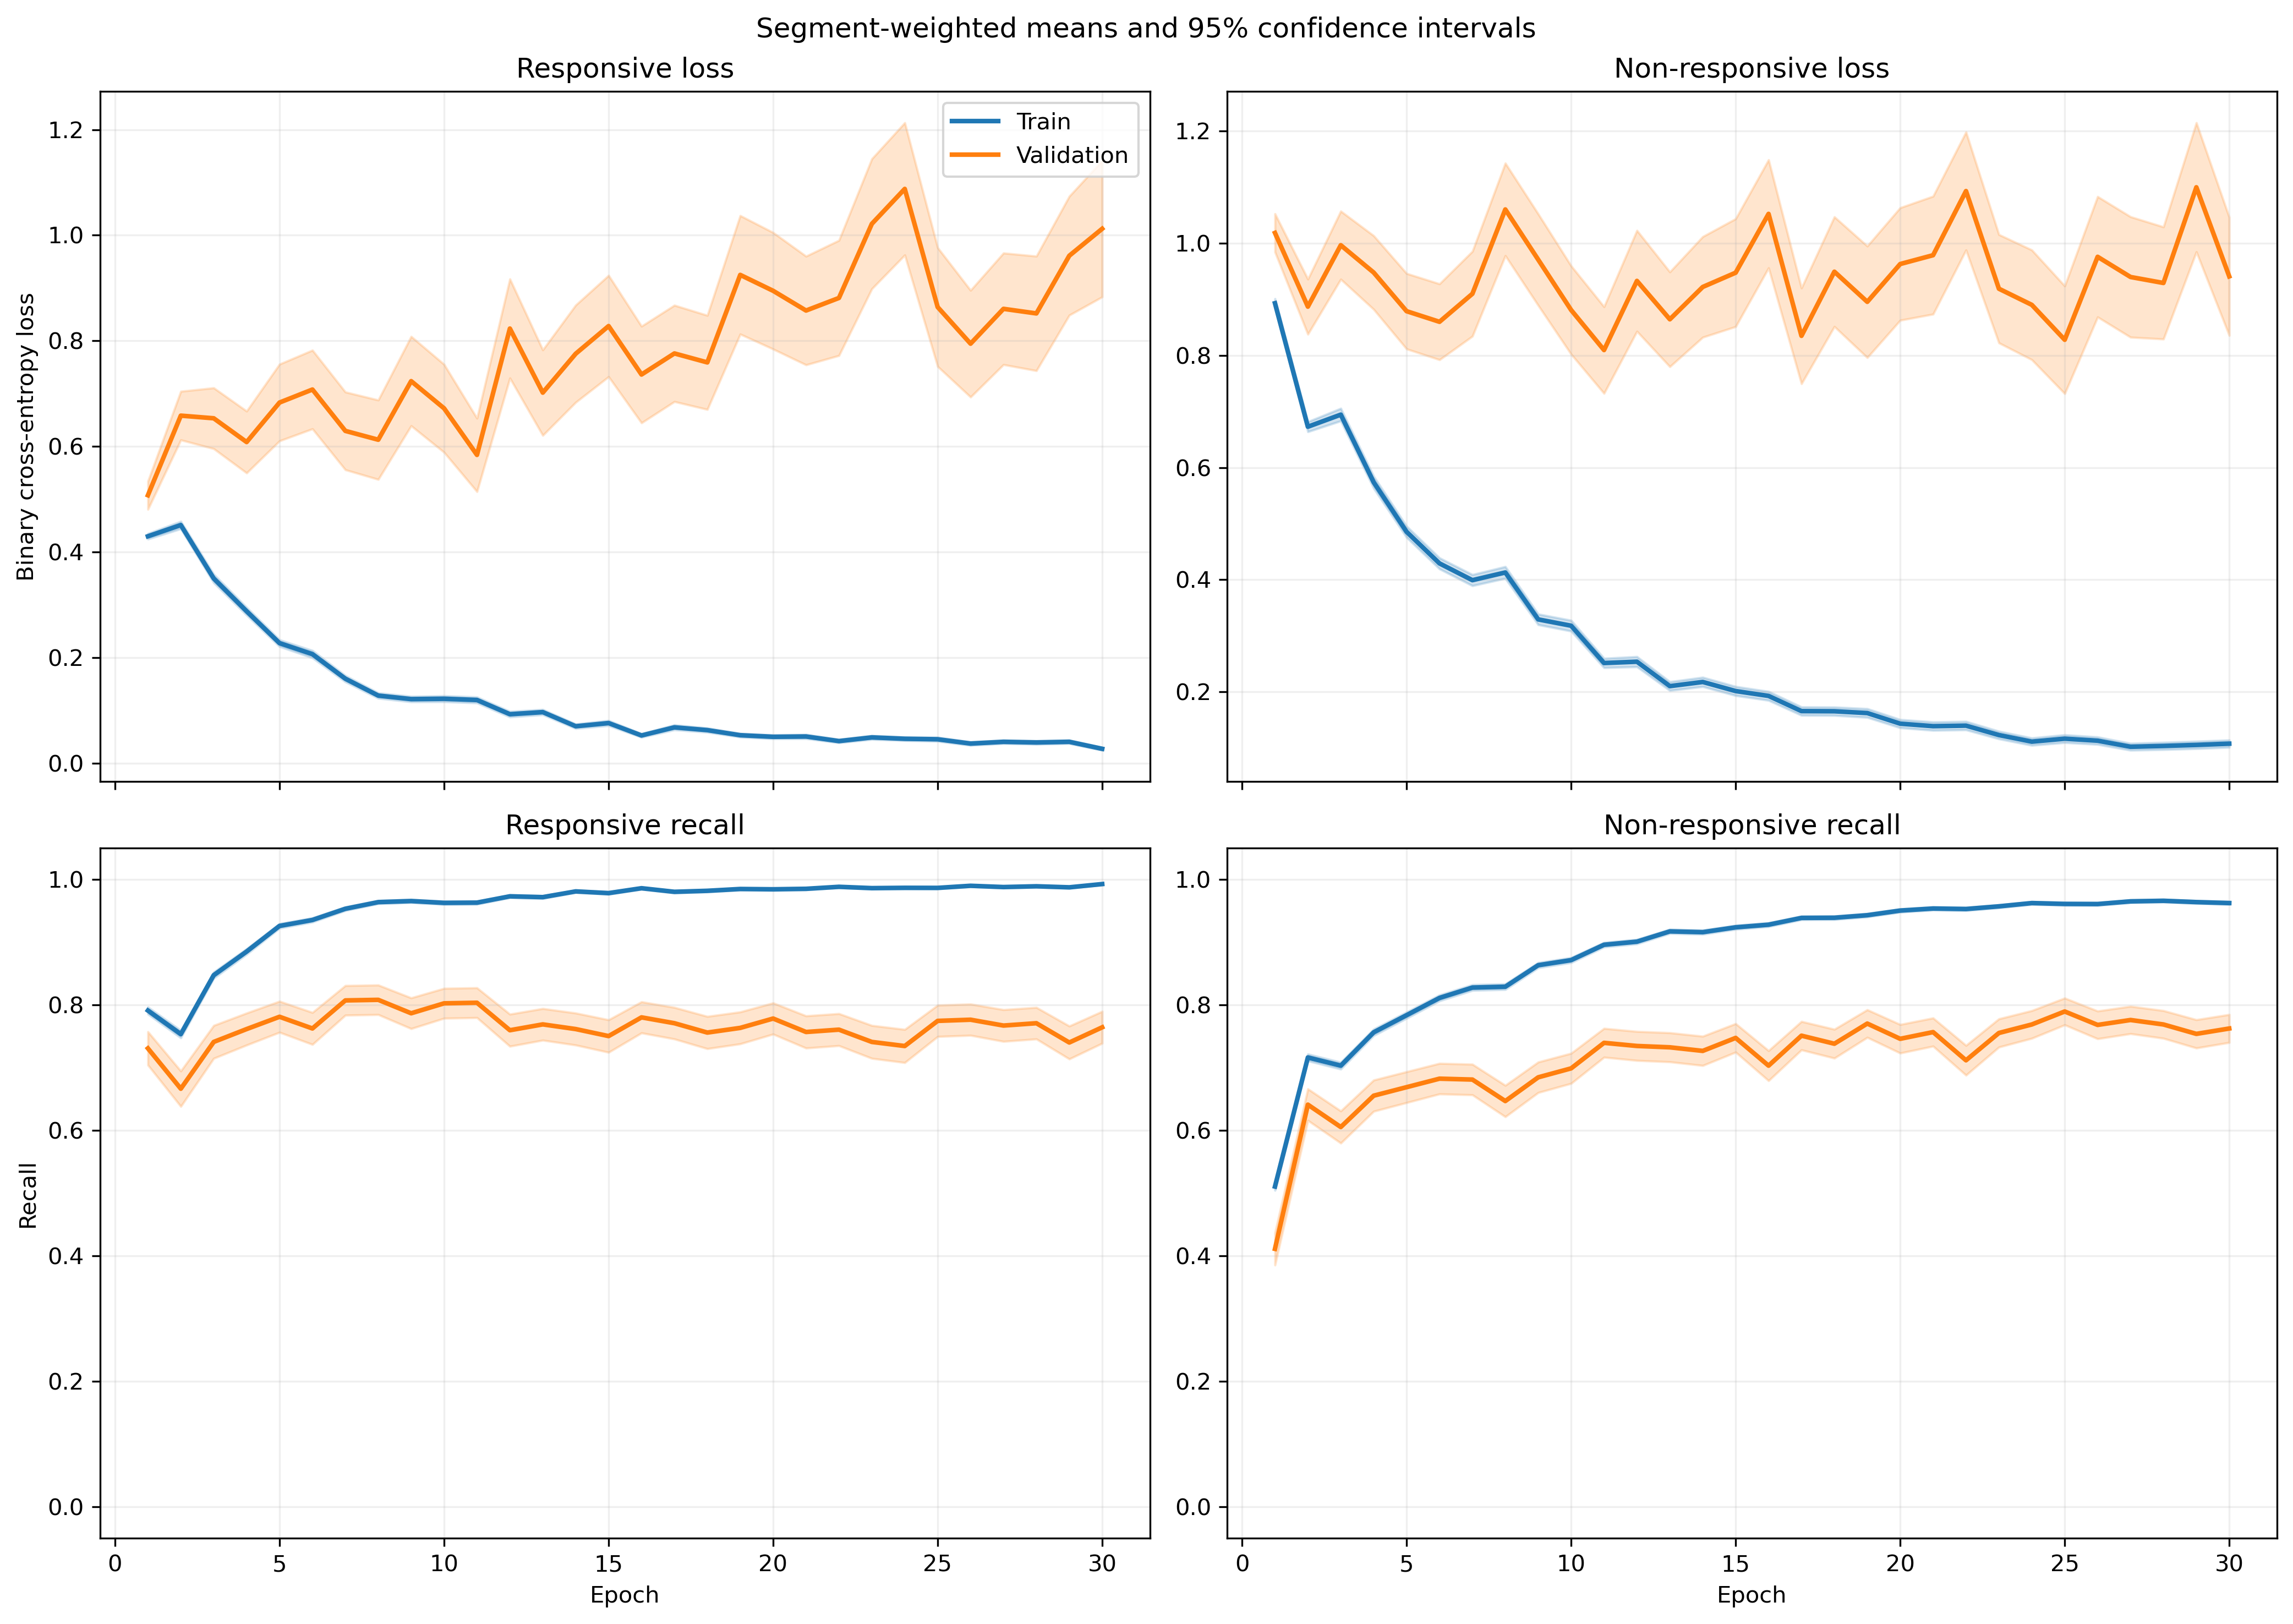 Segment-weighted means and 95% confidence intervals
Responsive loss
Non-responsive loss
Binary cross-entropy loss
1.2
1.0
0.8
0.6
0.4
0.2
0.0
Train
Validation
1.2
1.0
0.8
0.6
0.4
0.2
Responsive recall
Non-responsive recall
Recall
1.0
0.8
0.6
0.4
0.2
0.0
0 5 10 15 20 25 30
Epoch
1.0
0.8
0.6
0.4
0.2
0.0
0 5 10 15 20 25 30
Epoch